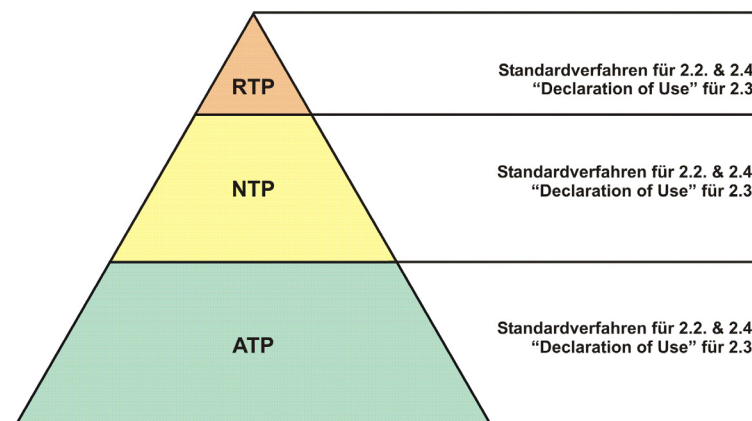 RTP
Standardverfahren für 2.2. & 2.4
“Declaration of Use” für 2.3
NTP
Standardverfahren für 2.2. & 2.4
“Declaration of Use” für 2.3
ATP
Standardverfahren für 2.2. & 2.4
“Declaration of Use” für 2.3